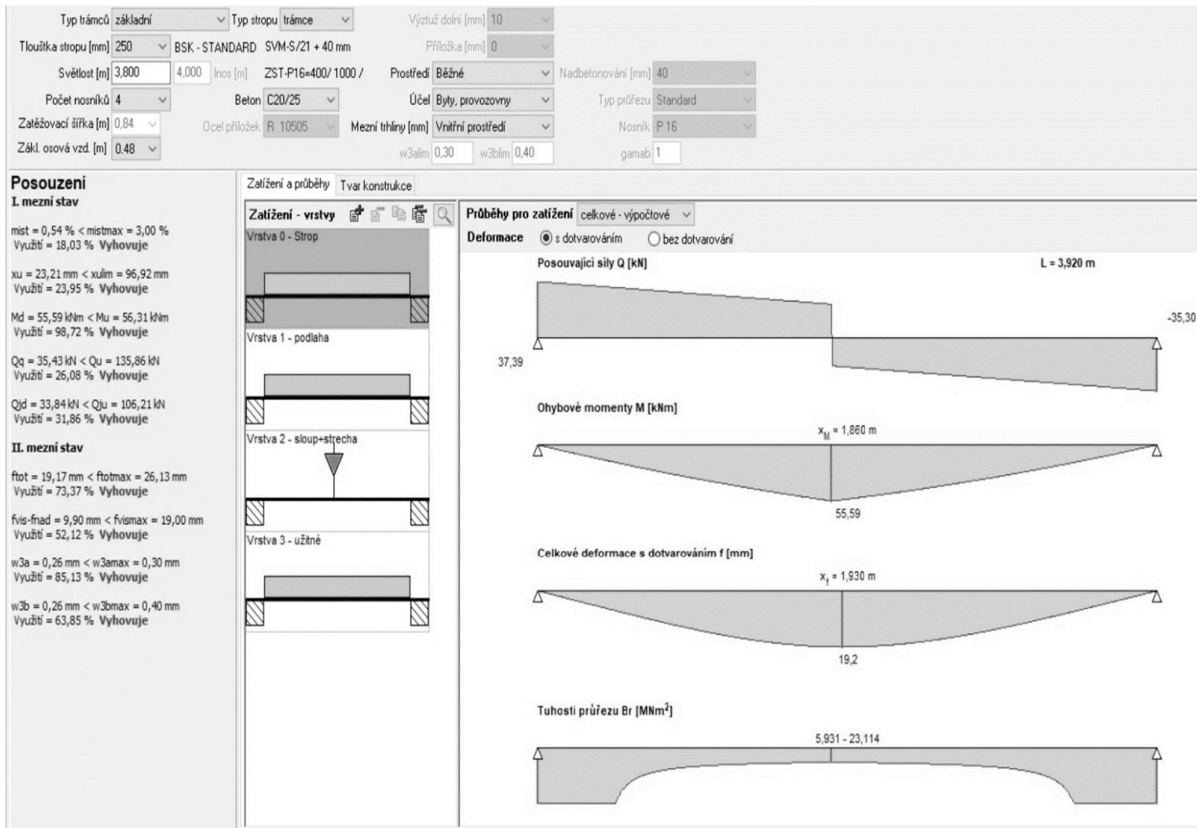 Typ trámců základní Typ stropu trámce Výztuž dolní [mm] 10
Tloušťka stropu [mm] 250 BSK - STANDARD SVM-S/21 + 40 mm Příložka [mm] 0
Světlost [m] 3,800 4,000 lnos [m] ZST-P16=400/ 1000 / Prostředí Běžné Nadbetonování [mm] 40
Počet nosníků 4 Beton C20/25 Účel Byty, provozovny Typ průřezu Standard
Zatěžovací šířka [m] 0,84 Ocel příložek R 10505 Mezní trhliny [mm] Vnitřní prostředí Nosník P 16
Zákl. osová vzd. [m] 0.48 w3alim 0,30 w3blim 0,40 gamab 1
Posouzení
I. mezní stav
mist = 0,54 % < mistmax = 3,00 %
Využití = 18,03 % Vyhovuje
xu = 23,21 mm < xulim = 96,92 mm
Využití = 23,95 % Vyhovuje
Md = 55,59 kNm < Mu = 56,31 kNm
Využití = 98,72 % Vyhovuje
Qq = 35,43 kN < Qu = 135,86 kN
Využití = 26,08 % Vyhovuje
Qjd = 33,84 kN < Qju = 106,21 kN
Využití = 31,86 % Vyhovuje
II. mezní stav
ftot = 19,17 mm < ftotmax = 26,13 mm
Využití = 73,37 % Vyhovuje
fvis-fnad = 9,90 mm < fvismax = 19,00 mm
Využití = 52,12 % Vyhovuje
w3a = 0,26 mm < w3amax = 0,30 mm
Využití = 85,13 % Vyhovuje
w3b = 0,26 mm < w3bmax = 0,40 mm
Využití = 63,85 % Vyhovuje
Zatížení a průběhy Tvar konstrukce
Zatížení - vrstvy
Vrstva 0 - Strop
Vrstva 1 - podlaha
Vrstva 2 - sloup+strecha
Vrstva 3 - užitné
Průběhy pro zatížení celkové - výpočtové
Deformace s dotvarováním bez dotvarování
Posouvající síly Q [kN] L = 3,920 m
-35,30
37,39
Ohybové momenty M [kNm]
x_M = 1,860 m
55,59
Celkové deformace s dotvarováním f [mm]
x_f = 1,930 m
19,2
Tuhosti průřezu Br [MNm²]
5,931 - 23,114